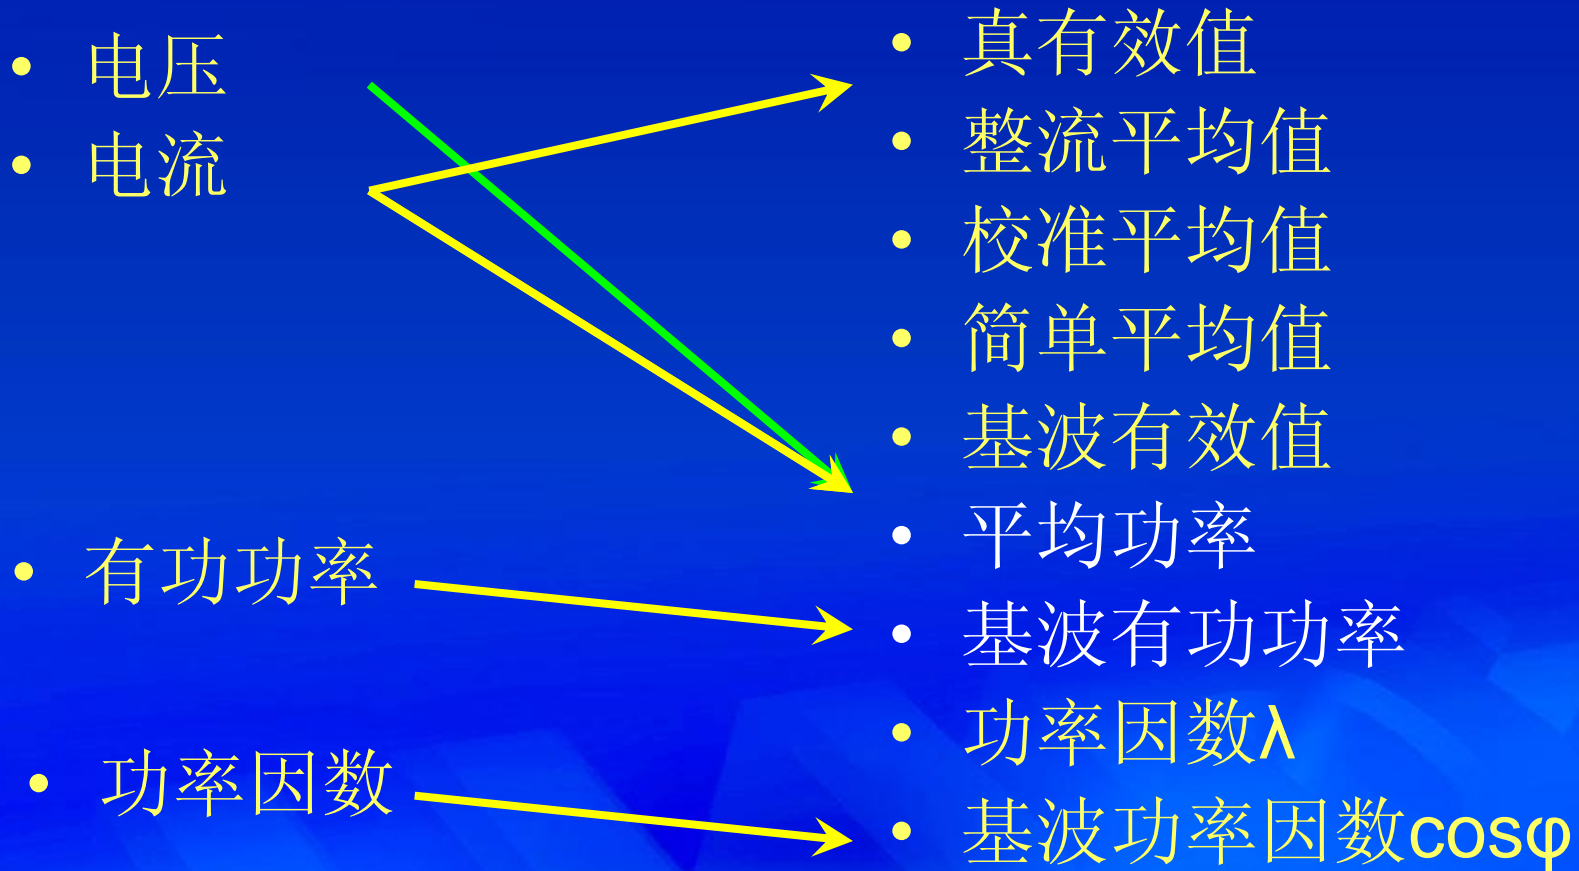 电压
电流
有功功率
功率因数
真有效值
整流平均值
校准平均值
简单平均值
基波有效值
平均功率
基波有功功率
功率因数λ
基波功率因数cosφ